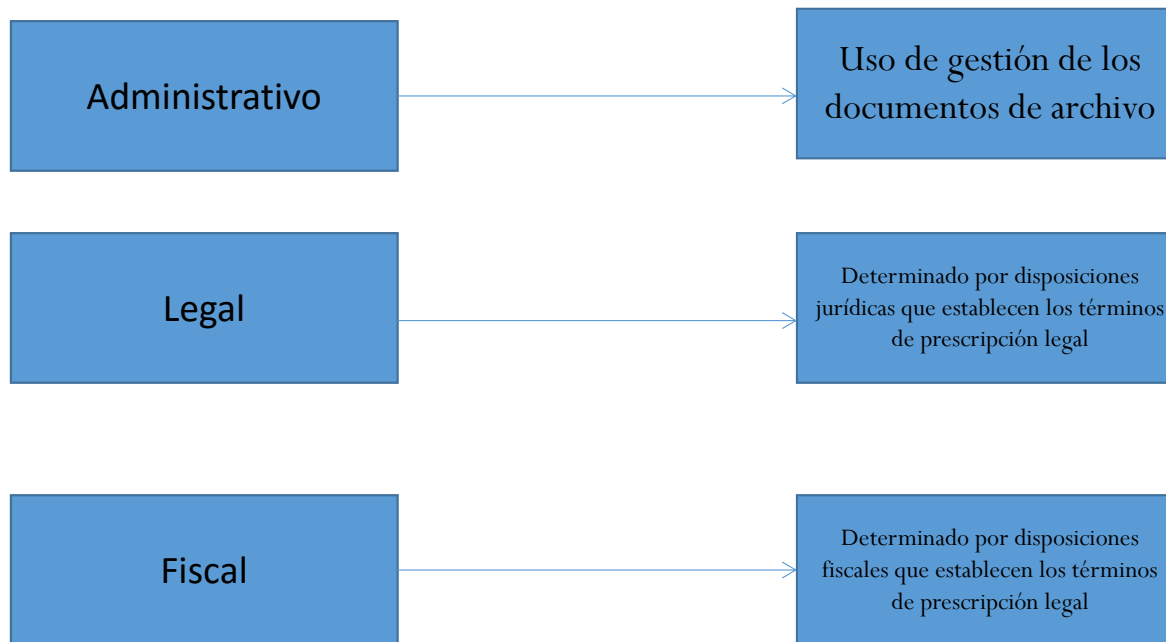 Administrativo
Uso de gestión de los
documentos de archivo
Legal
Determinado por disposiciones
jurídicas que establecen los términos
de prescripción legal
Fiscal
Determinado por disposiciones
fiscales que establecen los términos
de prescripción legal